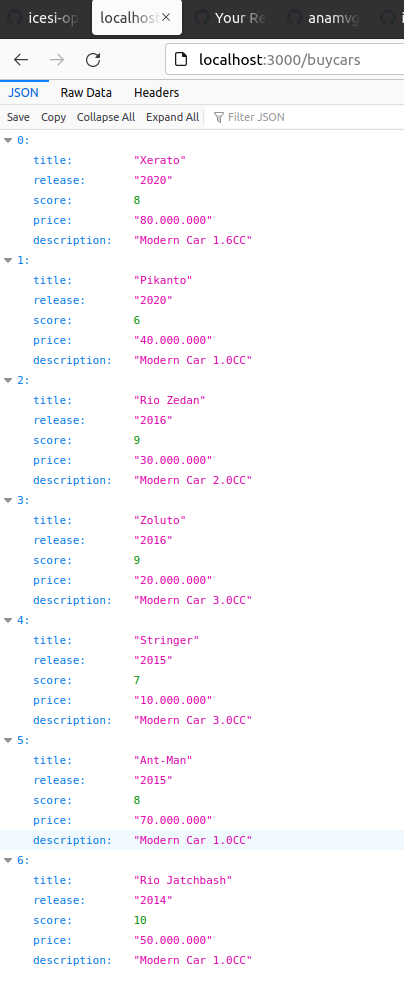 icesi-op
localhos
Your Re
anamvg
localhost:3000/buycars
JSON Raw Data Headers
Save Copy Collapse All Expand All Filter JSON
0:
title: "Xerato"
release: "2020"
score: 8
price: "80.000.000"
description: "Modern Car 1.6CC"
1:
title: "Pikanto"
release: "2020"
score: 6
price: "40.000.000"
description: "Modern Car 1.0CC"
2:
title: "Rio Zedan"
release: "2016"
score: 9
price: "30.000.000"
description: "Modern Car 2.0CC"
3:
title: "Zoluto"
release: "2016"
score: 9
price: "20.000.000"
description: "Modern Car 3.0CC"
4:
title: "Stringer"
release: "2015"
score: 7
price: "10.000.000"
description: "Modern Car 3.0CC"
5:
title: "Ant-Man"
release: "2015"
score: 8
price: "70.000.000"
description: "Modern Car 1.0CC"
6:
title: "Rio Jatchbash"
release: "2014"
score: 10
price: "50.000.000"
description: "Modern Car 1.0CC"